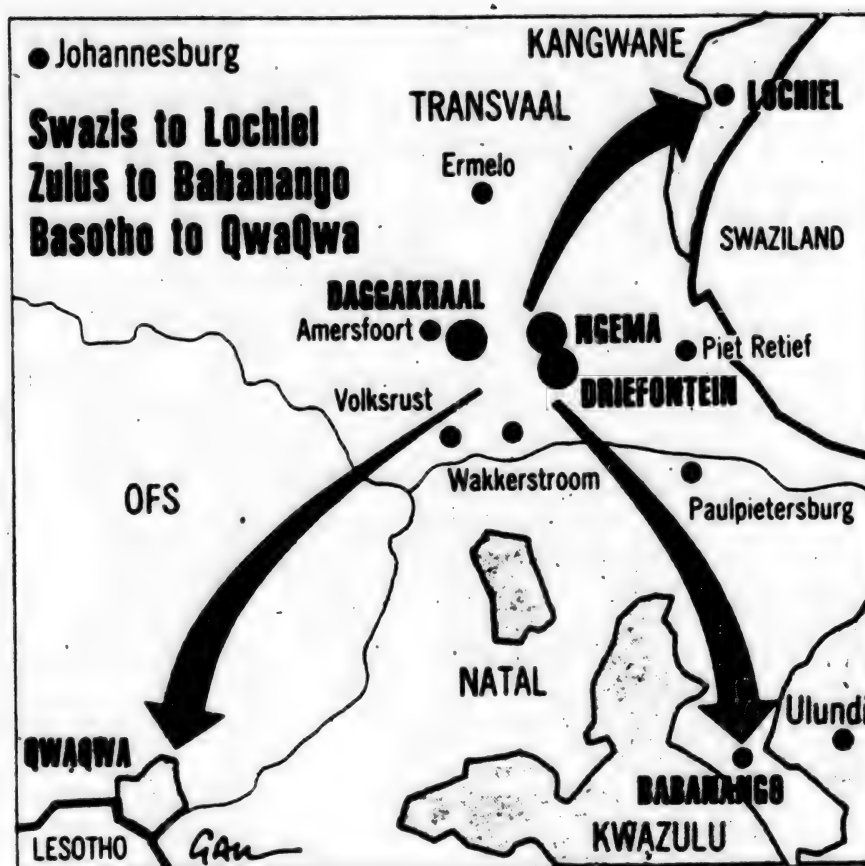 Johannesburg
KANGWANE
Swazis to Lochiel
Zulus to Babanango
Basotho to QwaQwa
TRANSVAAL
LOCHIEL
Ermelo
SWAZILAND
DAGGAKRAAL
Amersfoort
NGEMA
Piet Retief
DRIEFONTEIN
Volksrust
Wakkerstroom
OFS
Paulpietersburg
NATAL
Ulundi
QWAQWA
BABANANGO
KWAZULU
LESOTHO